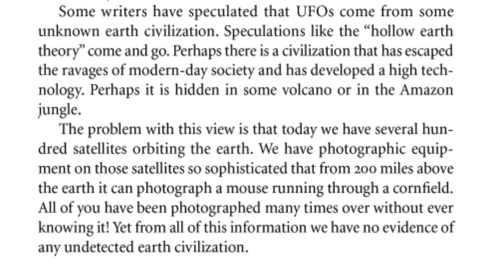 Some writers have speculated that UFOs come from some
unknown earth civilization. Speculations like the “hollow earth
theory” come and go. Perhaps there is a civilization that has escaped
the ravages of modern-day society and has developed a high tech-
nology. Perhaps it is hidden in some volcano or in the Amazon
jungle.
The problem with this view is that today we have several hun-
dred satellites orbiting the earth. We have photographic equip-
ment on those satellites so sophisticated that from 200 miles above
the earth it can photograph a mouse running through a cornfield.
All of you have been photographed many times over without ever
knowing it! Yet from all of this information we have no evidence of
any undetected earth civilization.